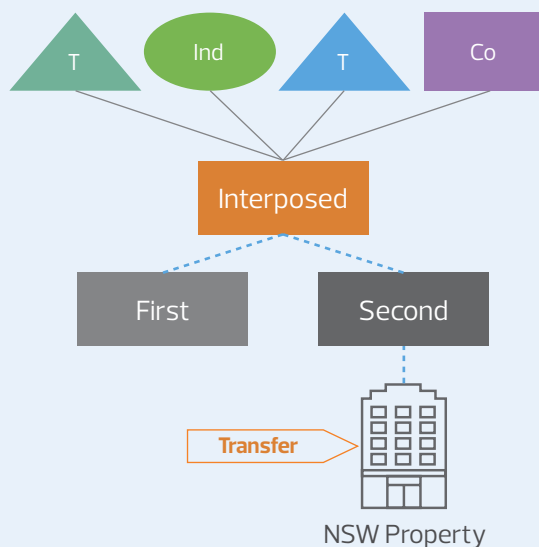 T
Ind
T
Co
Interposed
First
Second
Transfer
NSW Property